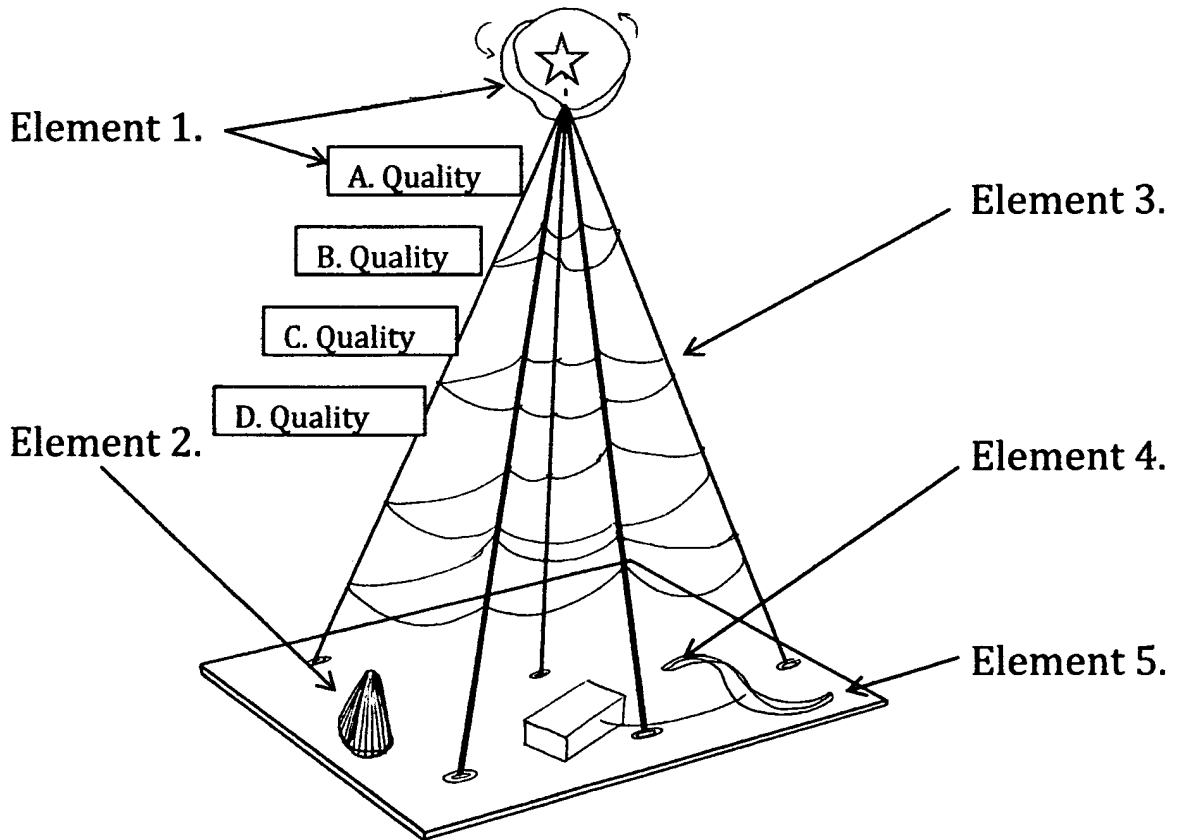 Element 1.
A. Quality
Element 3.
B. Quality
C. Quality
D. Quality
Element 2.
Element 4.
Element 5.